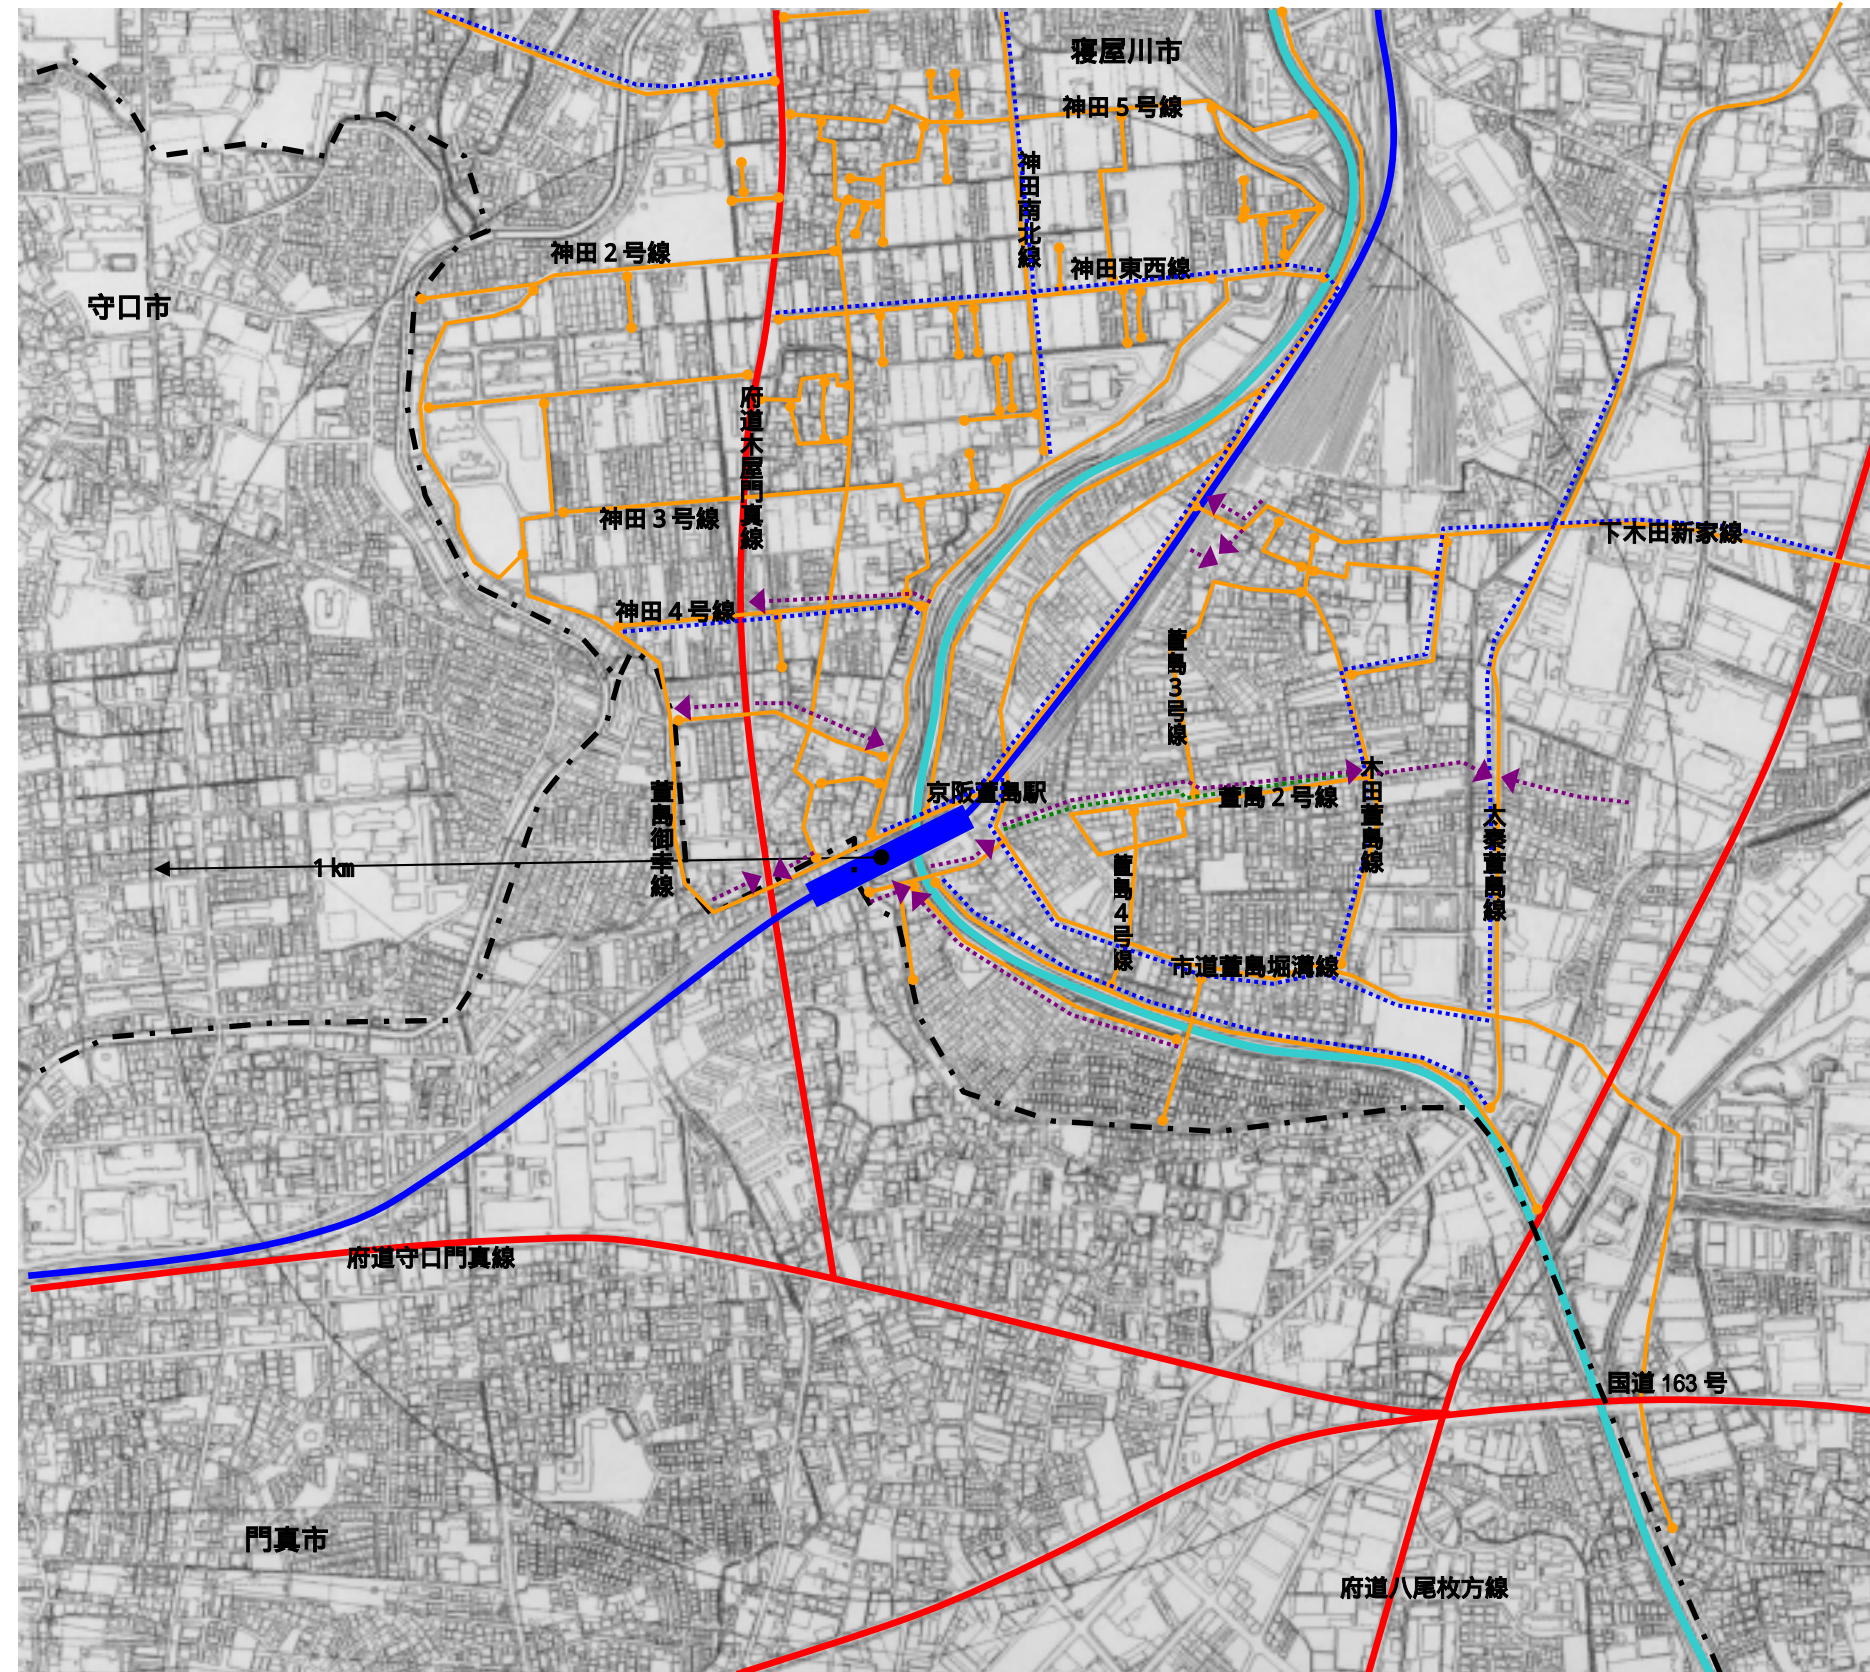 寝屋川市
神田5号線
神田南北線
神田2号線
神田東西線
守口市
府道木屋門真線
神田3号線
下木田新家線
神田4号線
萱島3号線
京阪萱島駅
萱島2号線
木田萱島線
萱島御幸線
太秦萱島線
1km
萱島4号線
市道萱島堀溝線
府道守口門真線
国道163号
門真市
府道八尾枚方線